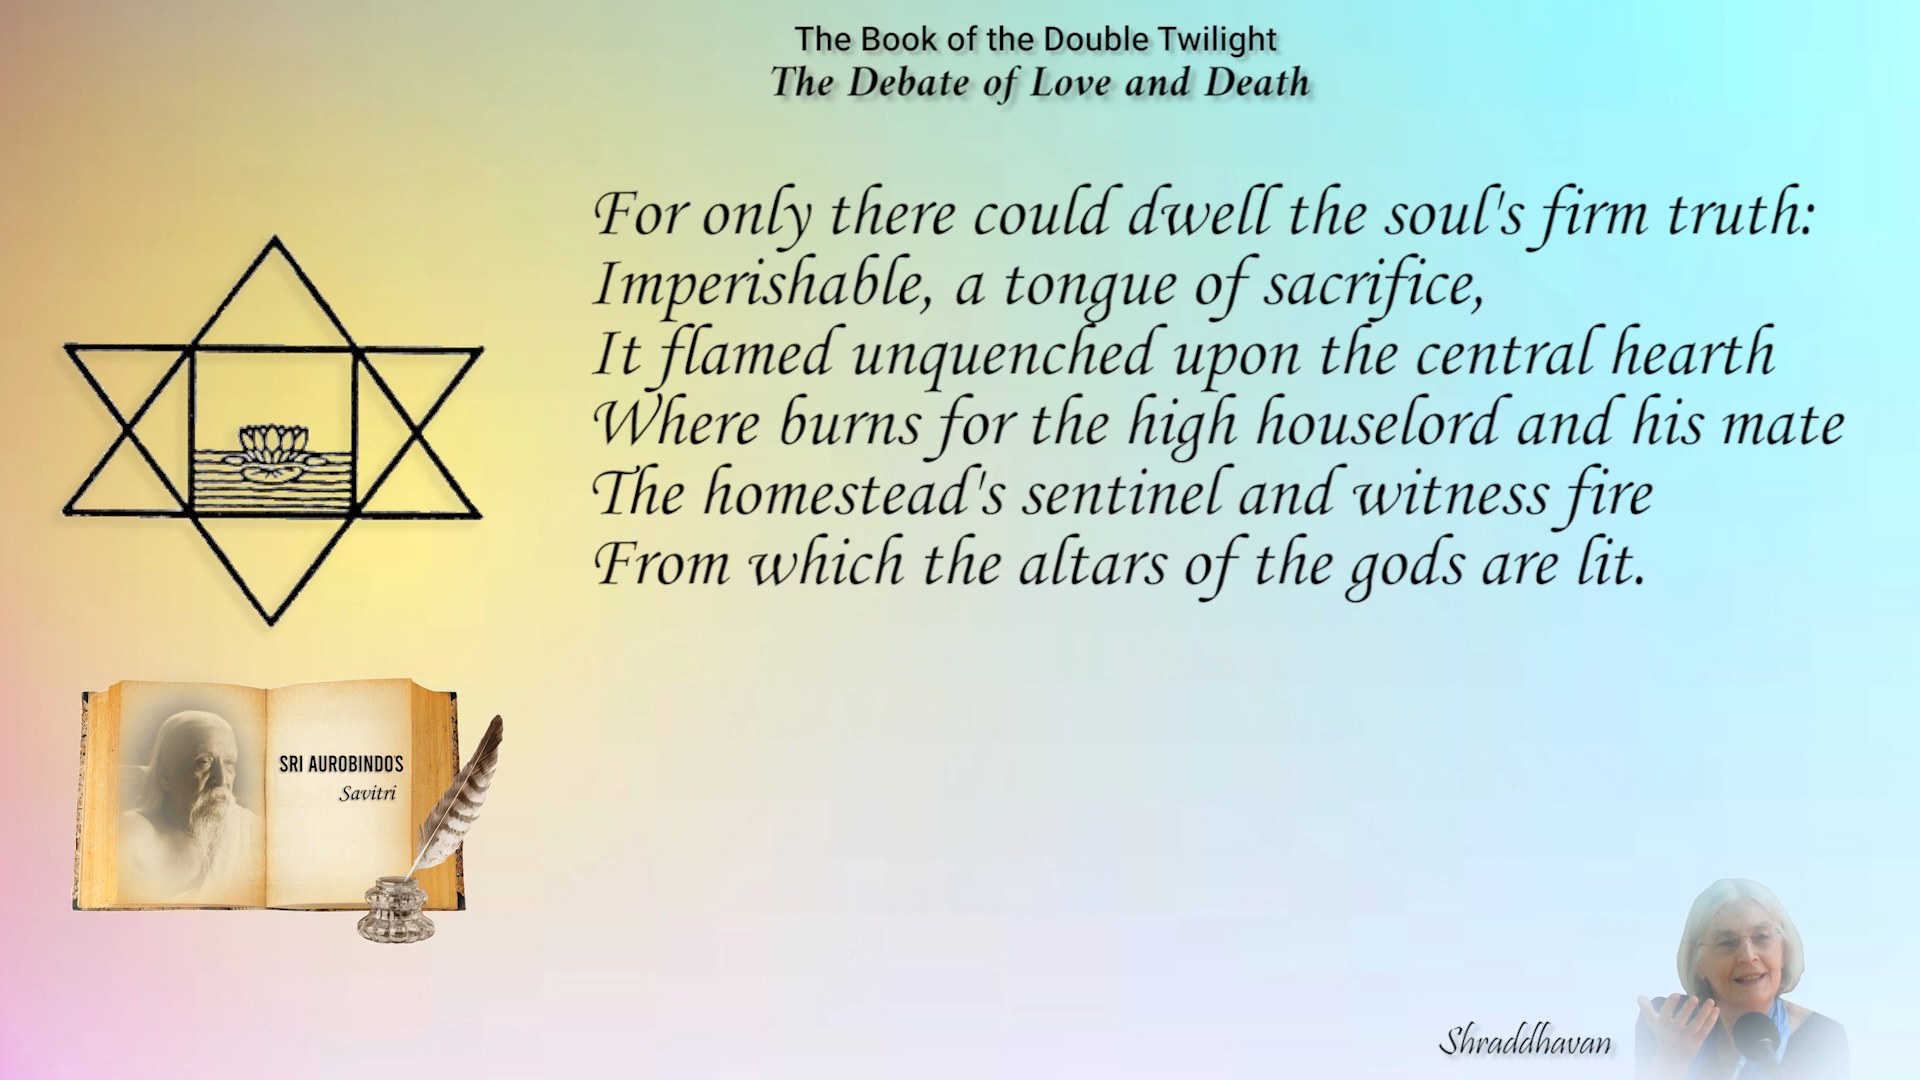 The Book of the Double Twilight
The Debate of Love and Death
For only there could dwell the soul's firm truth:
Imperishable, a tongue of sacrifice,
It flamed unquenched upon the central hearth
Where burns for the high houselord and his mate
The homestead's sentinel and witness fire
From which the altars of the gods are lit.
SRI AUROBINDO'S
Savitri
Shraddhavan